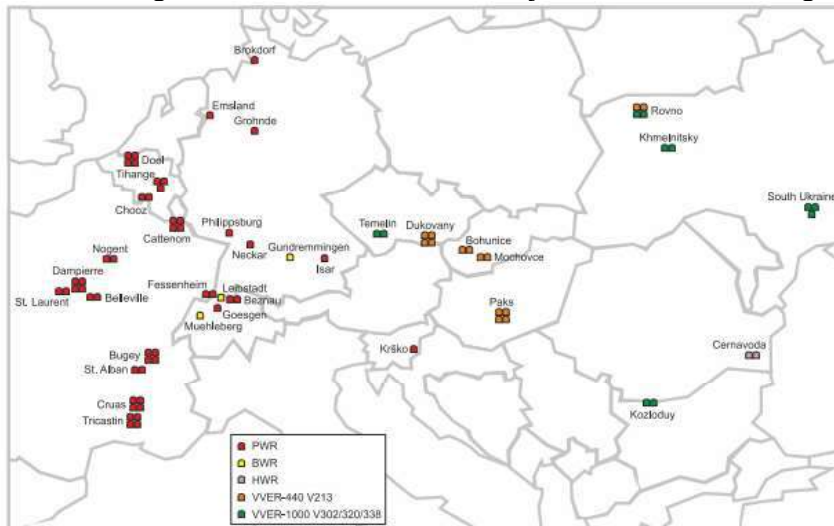 Brokdorf
Emsland
Grohnde
Rovno
Khmelnitsky
Doel
Tihange
Chooz
South Ukraine
Cattenom
Philippsburg
Temelin
Dukovany
Neckar
Gundremmingen
Bohunice
Mochovce
Nogent
Isar
Dampierre
Fessenheim
Leibstadt
St. Laurent
Belleville
Beznau
Goesgen
Paks
Muehleberg
Krško
Cernavoda
Bugey
St. Alban
Cruas
Kozloduy
Tricastin
PWR
BWR
HWR
VVER-440 V213
VVER-1000 V302/320/338